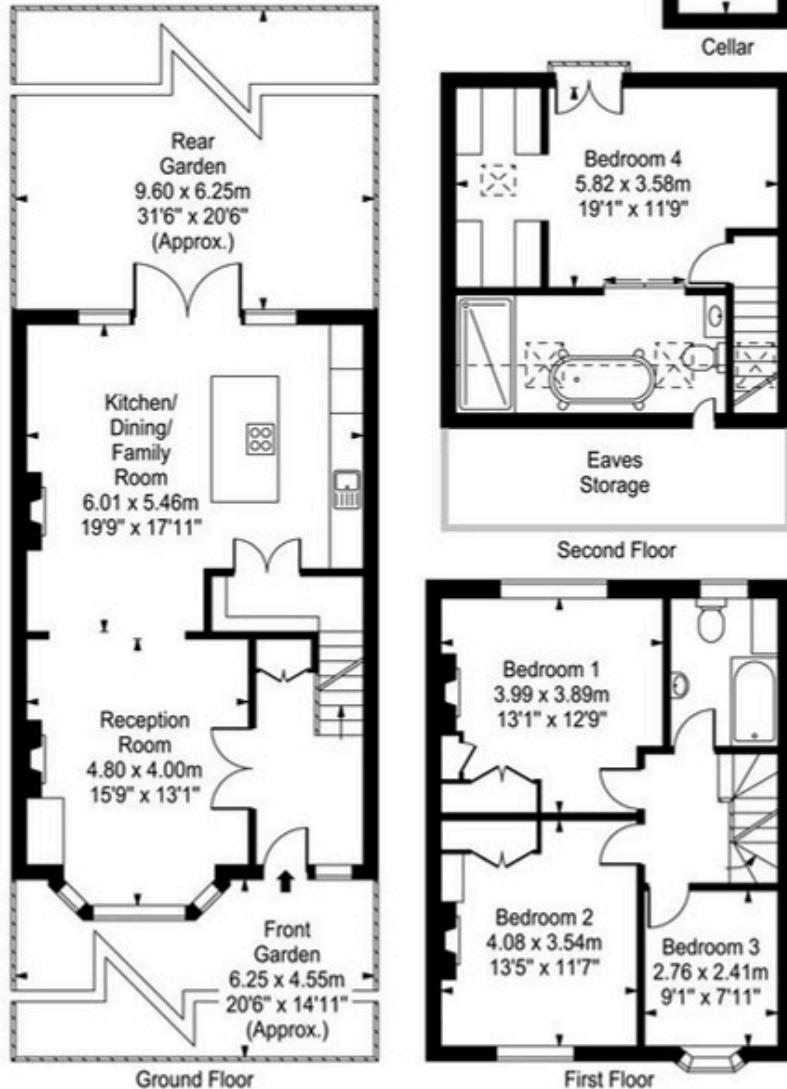 Cellar
Rear
Garden
9.60 x 6.25m
31'6" x 20'6"
(Approx.)
Kitchen/
Dining/
Family
Room
6.01 x 5.46m
19'9" x 17'11"
Reception
Room
4.80 x 4.00m
15'9" x 13'1"
Front
Garden
6.25 x 4.55m
20'6" x 14'11"
(Approx.)
Ground Floor
Bedroom 4
5.82 x 3.58m
19'1" x 11'9"
Eaves
Storage
Second Floor
Bedroom 1
3.99 x 3.89m
13'1" x 12'9"
Bedroom 2
4.08 x 3.54m
13'5" x 11'7"
Bedroom 3
2.76 x 2.41m
9'1" x 7'11"
First Floor